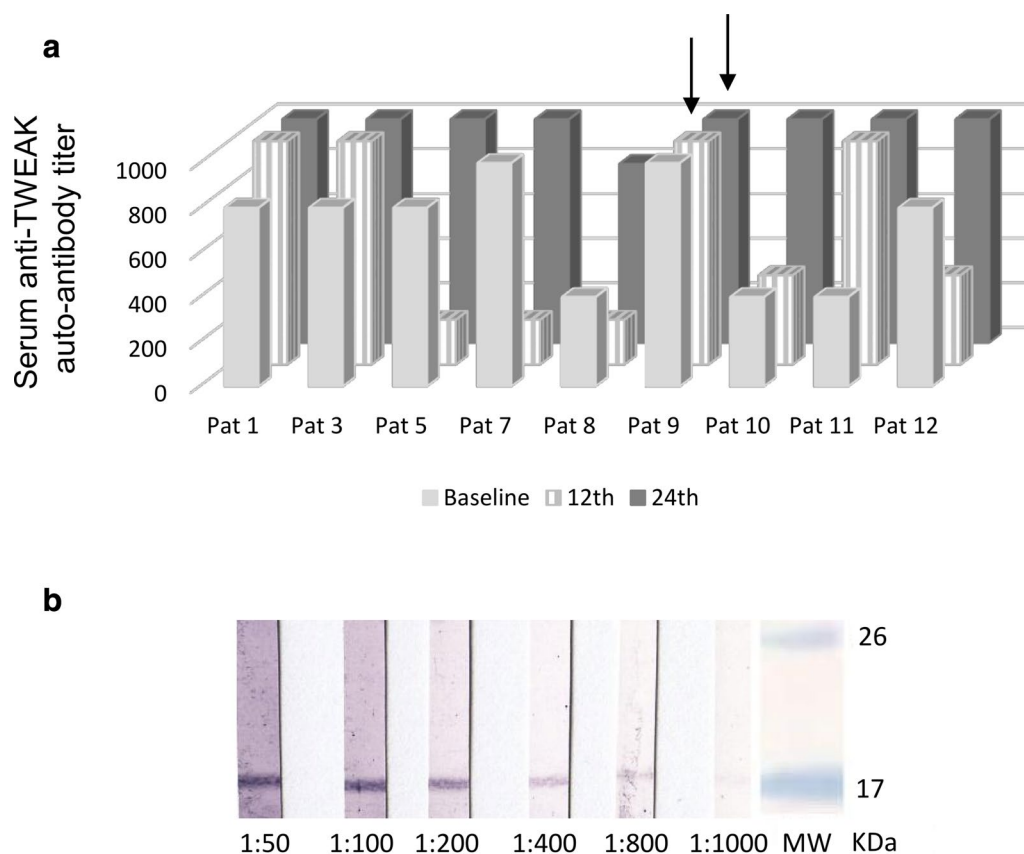 a
Serum anti-TWEAK
auto-antibody titer
1000
800
600
400
200
0
Pat 1 Pat 3 Pat 5 Pat 7 Pat 8 Pat 9 Pat 10 Pat 11 Pat 12
Baseline 12th 24th
b
26
17
1:50 1:100 1:200 1:400 1:800 1:1000 MW KDa